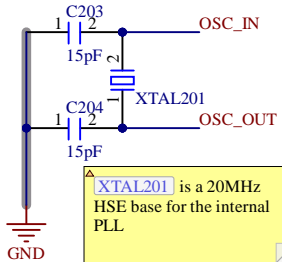 C203
1 2
15pF
OSC_IN
2
1
XTAL201
C204
1 2
15pF
OSC_OUT
GND
XTAL201 is a 20MHz
HSE base for the internal
PLL